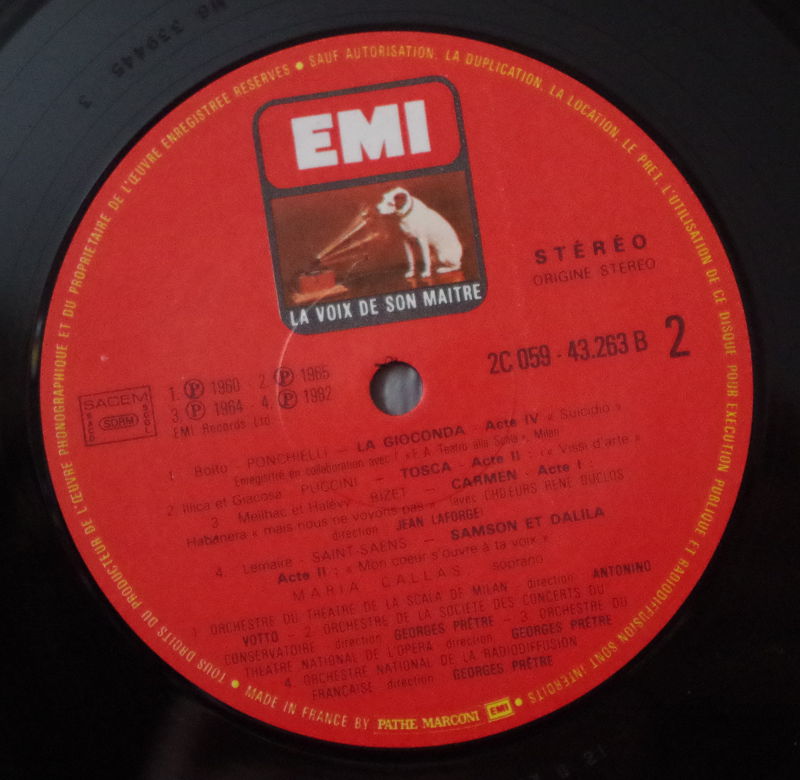 SAUF AUTORISATION. LA DUPLICATION. LA LOCATION. LE PRET. L'UTILISATION DE CE DISQUE POUR EXECUTION PUBLIQUE ET RADIODIFFUSION SONT INTERDITS
TOUS DROITS DU PRODUCTEUR DE L'ŒUVRE PHONOGRAPHIQUE ET DU PROPRIETAIRE DE L'ŒUVRE ENREGISTREE RESERVES
EMI
LA VOIX DE SON MAITRE
STÉRÉO
ORIGINE STEREO
2C 059 - 43.263 B 2
SACEM
SDRM
1. Ⓟ 1960 - 2. Ⓟ 1965
3. Ⓟ 1964 - 4. Ⓟ 1992
EMI Records Ltd
1. Boito - PONCHIELLI - LA GIOCONDA - Acte IV « Suicidio »
Enregistré en collaboration avec l' « E.A. Teatro alla Scala », Milan
2. Illica et Giacosa - PUCCINI - TOSCA - Acte II : « Vissi d'arte »
3. Meilhac et Halévy - BIZET - CARMEN - Acte I :
Habanera « mais nous ne voyons pas » (avec CHŒURS RENÉ DUCLOS
direction JEAN LAFORGE)
4. Lemaire - SAINT-SAENS - SAMSON ET DALILA
Acte II : « Mon coeur s'ouvre à ta voix »
MARIA CALLAS soprano
1 ORCHESTRE DU THEATRE DE LA SCALA DE MILAN - direction ANTONINO
VOTTO - 2. ORCHESTRE DE LA SOCIETE DES CONCERTS DU
CONSERVATOIRE direction GEORGES PRÊTRE - 3 ORCHESTRE DU
THEATRE NATIONAL DE L'OPERA direction GEORGES PRÊTRE
4. ORCHESTRE NATIONAL DE LA RADIODIFFUSION
FRANÇAISE direction GEORGES PRÊTRE
MADE IN FRANCE BY PATHE MARCONI EMI